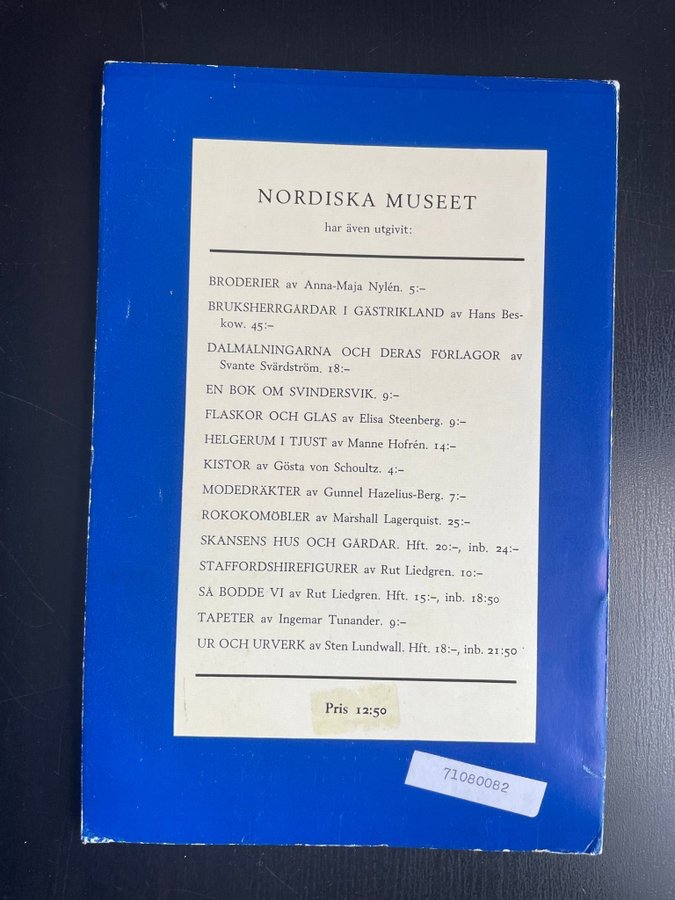 NORDISKA MUSEET
har även utgivit:
BRODERIER av Anna-Maja Nylén. 5:–
BRUKSHERRGÅRDAR I GÄSTRIKLAND av Hans Bes-
kow. 45:–
DALMÅLNINGARNA OCH DERAS FÖRLAGOR av
Svante Svärdström. 18:–
EN BOK OM SVINDERSVIK. 9:–
FLASKOR OCH GLAS av Elisa Steenberg. 9:–
HELGERUM I TJUST av Manne Hofrén. 14:–
KISTOR av Gösta von Schoultz. 4:–
MODEDRÄKTER av Gunnel Hazelius-Berg. 7:–
ROKOKOMÖBLER av Marshall Lagerquist. 25:–
SKANSENS HUS OCH GÅRDAR. Hft. 20:–, inb. 24:–
STAFFORDSHIREFIGURER av Rut Liedgren. 10:–
SÅ BODDE VI av Rut Liedgren. Hft. 15:–, inb. 18:50
TAPETER av Ingemar Tunander. 9:–
UR OCH URVERK av Sten Lundwall. Hft. 18:–, inb. 21:50
Pris 12:50
71080082